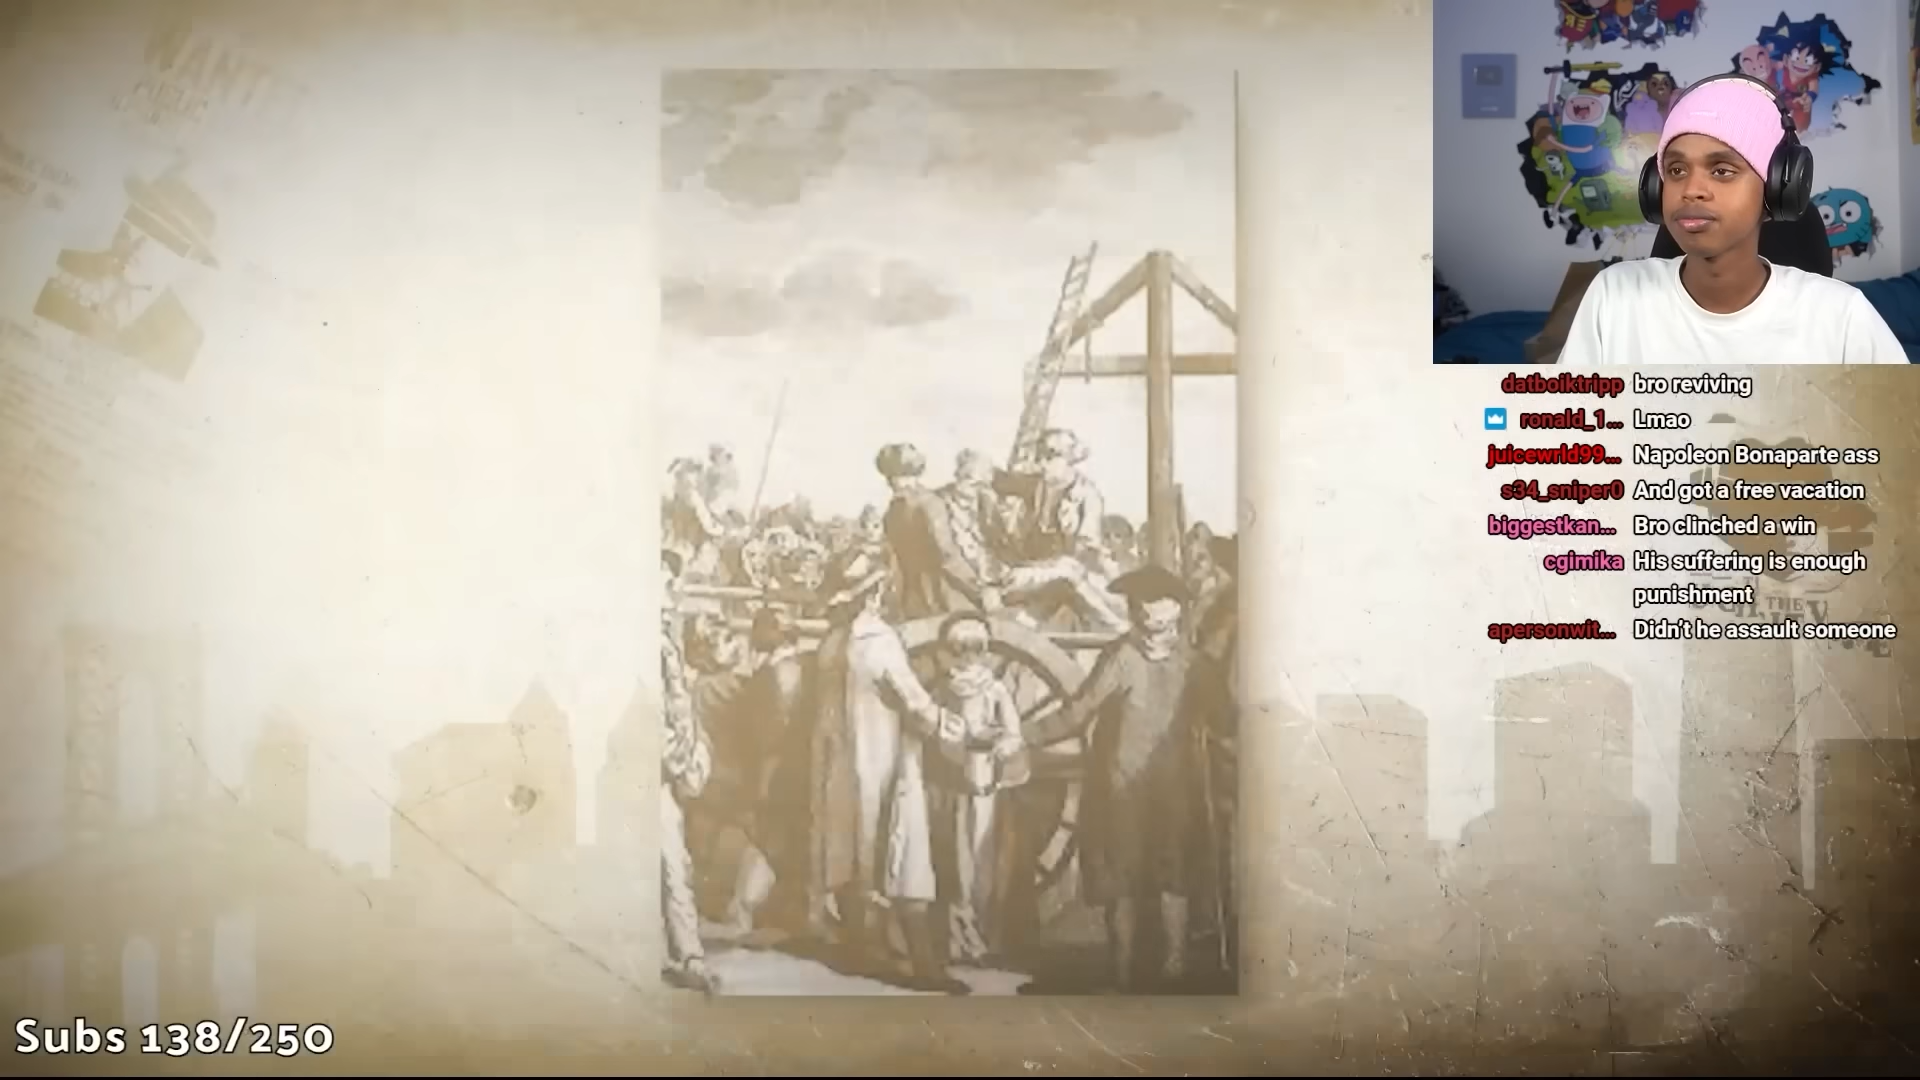 datboiktripp bro reviving
ronald_1... Lmao
juicewrld99... Napoleon Bonaparte ass
s34_sniper0 And got a free vacation
biggestkan... Bro clinched a win
cgimika His suffering is enough
punishment
apersonwit... Didn't he assault someone
THE
Subs 138/250